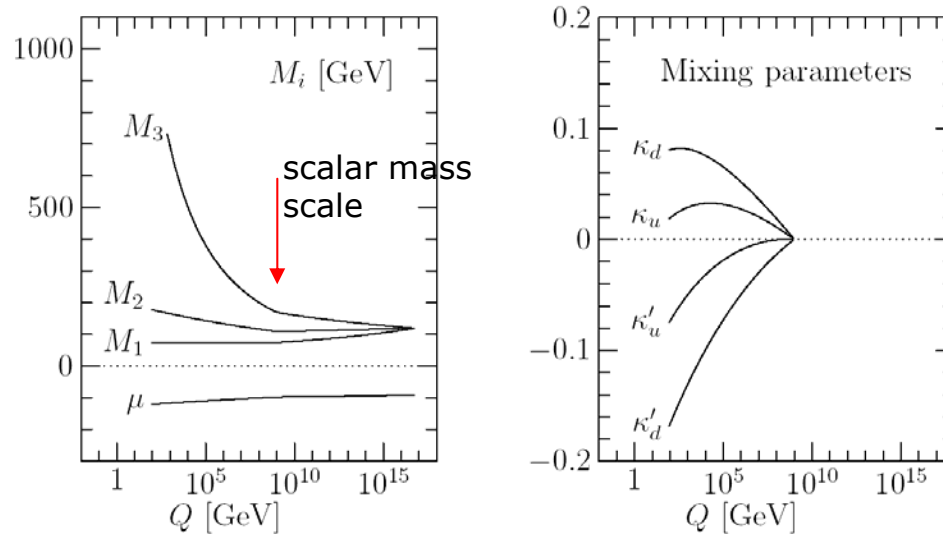 1000
500
0
M_i [GeV]
M_3
scalar mass
scale
M_2
M_1
μ
1
10^5
10^10
10^15
Q [GeV]
0.2
0.1
0
−0.1
−0.2
Mixing parameters
κ_d
κ_u
κ'_u
κ'_d
1
10^5
10^10
10^15
Q [GeV]